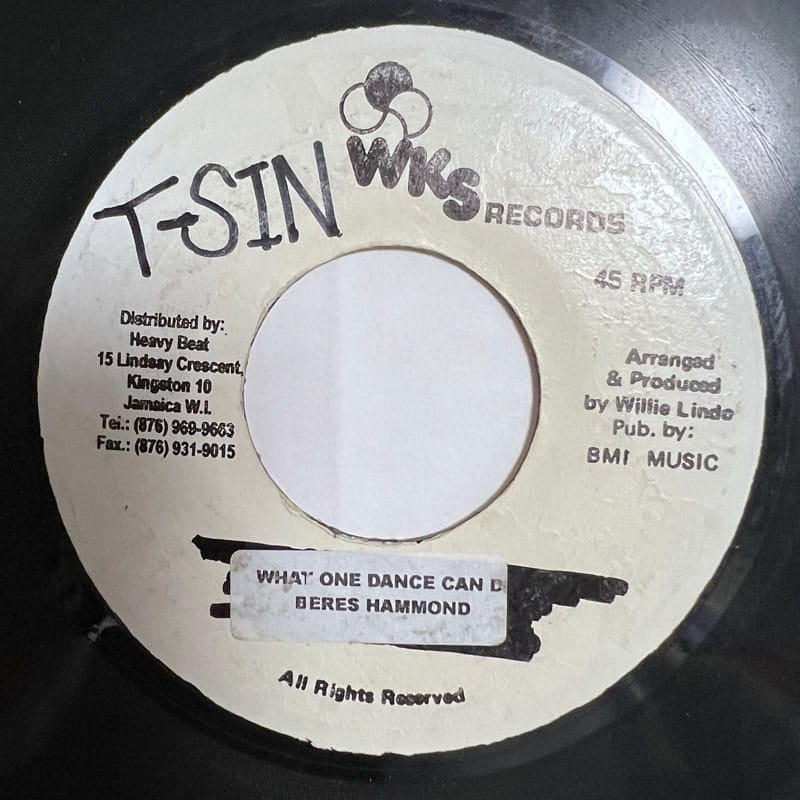 T-SIN
WKS RECORDS
45 RPM
Distributed by:
Heavy Beat
15 Lindsay Crescent,
Kingston 10
Jamaica W.I.
Tel.: (876) 969-9663
Fax.: (876) 931-9015
Arranged
& Produced
by Willie Lindo
Pub. by:
BMI MUSIC
WHAT ONE DANCE CAN D
BERES HAMMOND
All Rights Reserved